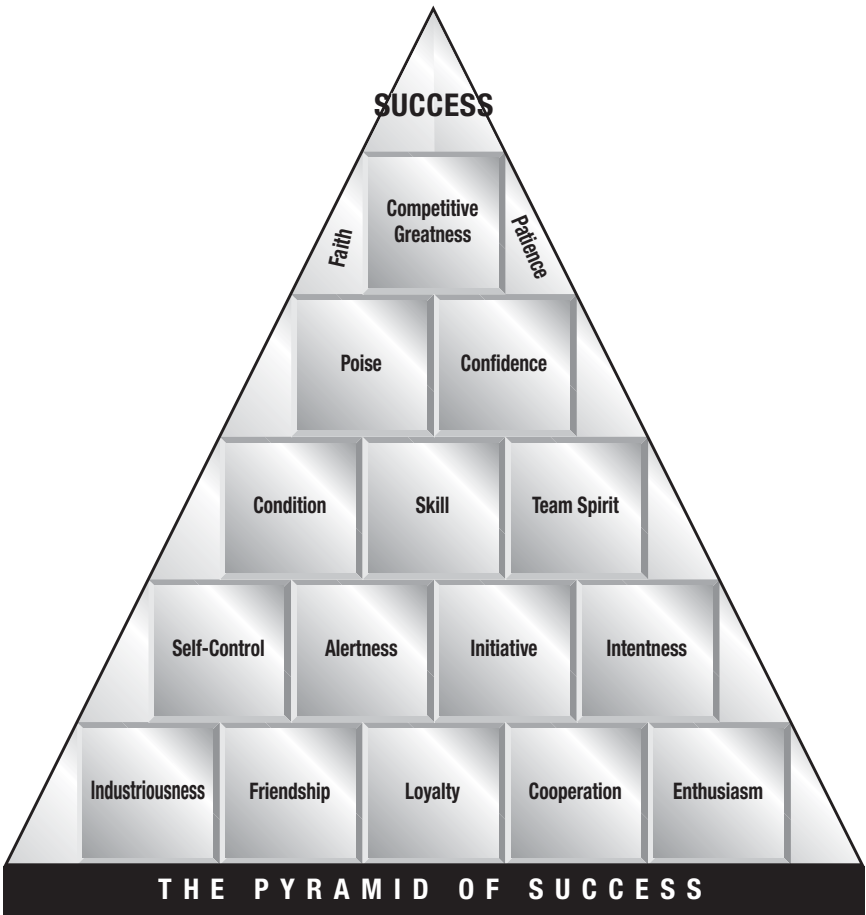 SUCCESS
Faith
Competitive
Greatness
Patience
Poise
Confidence
Condition
Skill
Team Spirit
Self-Control
Alertness
Initiative
Intentness
Industriousness
Friendship
Loyalty
Cooperation
Enthusiasm
THE PYRAMID OF SUCCESS